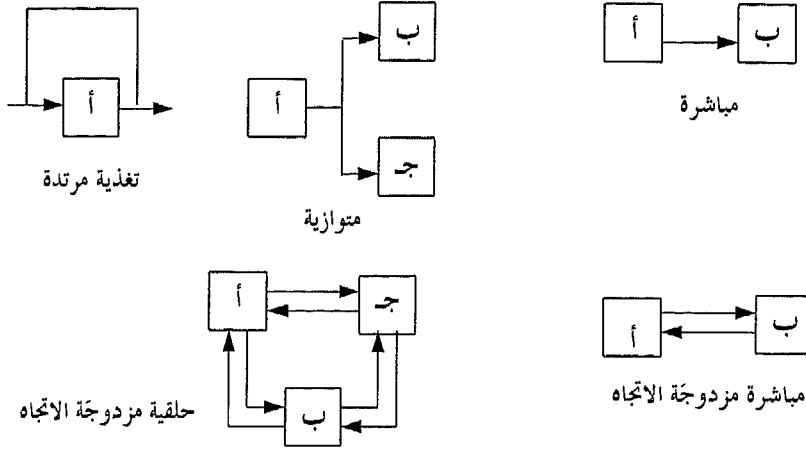 أ
ب
مباشرة
أ
ب
جـ
متوازية
أ
تغذية مرتدة
أ
ب
مباشرة مزدوجَة الاتجاه
أ
جـ
ب
حلقية مزدوجَة الاتجاه